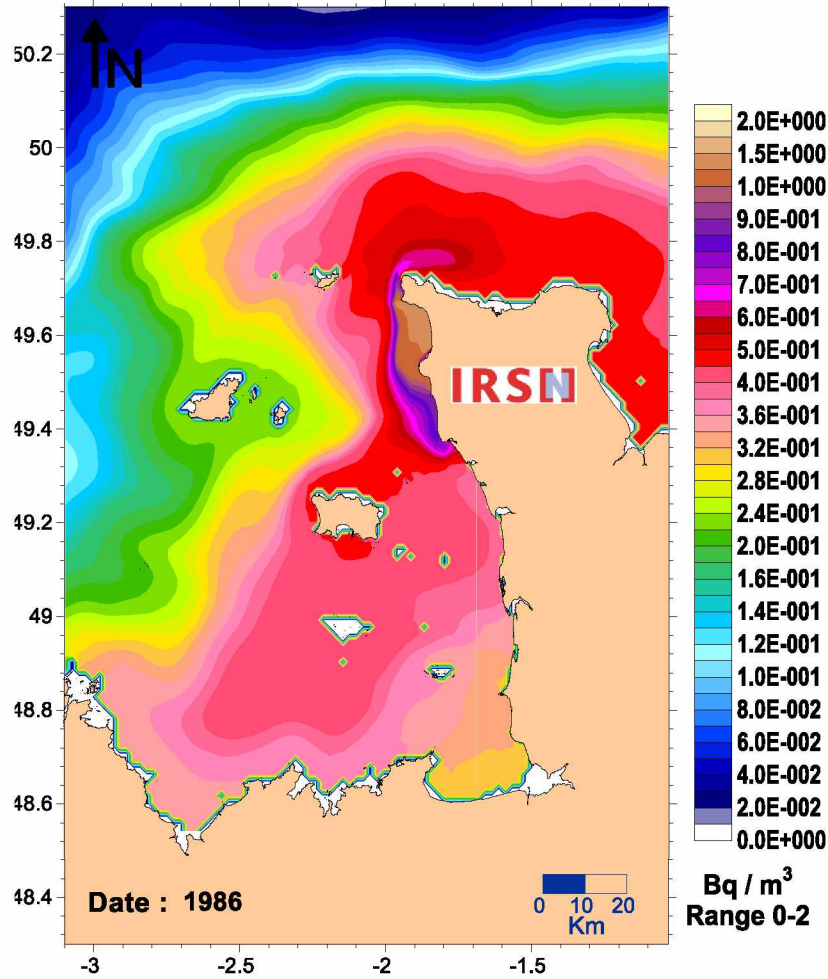 N
50.2
50
49.8
49.6
49.4
49.2
49
48.8
48.6
48.4
-3
-2.5
-2
-1.5
IRSN
Date : 1986
0 10 20
Km
2.0E+000
1.5E+000
1.0E+000
9.0E-001
8.0E-001
7.0E-001
6.0E-001
5.0E-001
4.0E-001
3.6E-001
3.2E-001
2.8E-001
2.4E-001
2.0E-001
1.6E-001
1.4E-001
1.2E-001
1.0E-001
8.0E-002
6.0E-002
4.0E-002
2.0E-002
0.0E+000
Bq / m³
Range 0-2